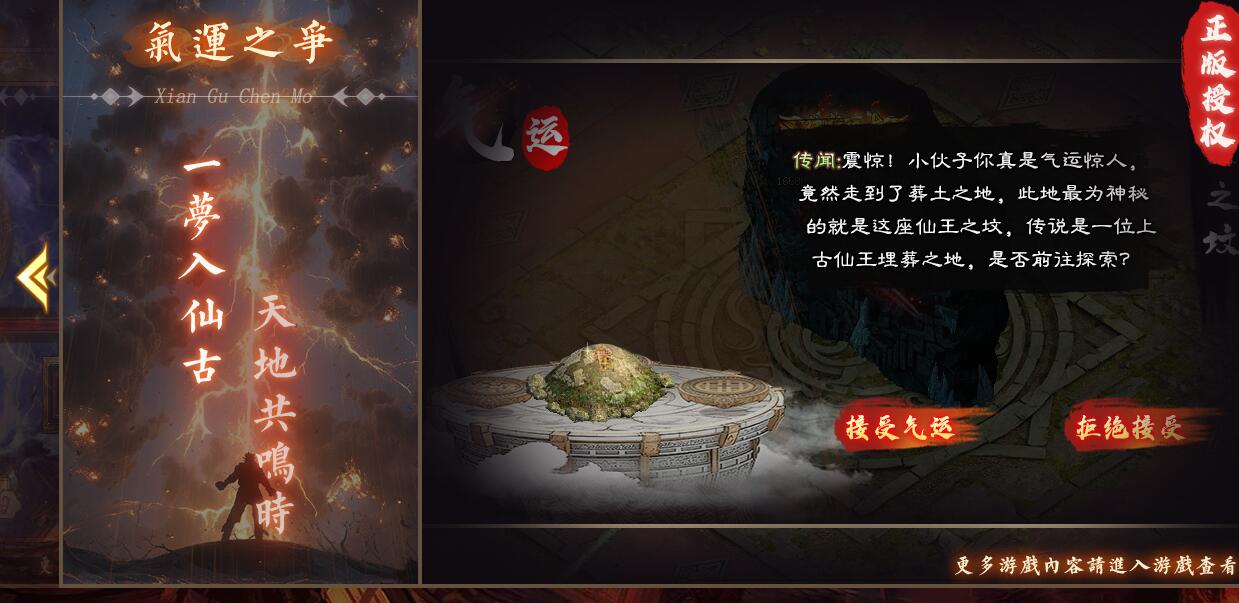 氣運之爭
Xian Gu Chen Mo
一夢入仙古
天地共鳴時
气
运
传闻:震惊！小伙子你真是气运惊人，
竟然走到了葬土之地，此地最为神秘
的就是这座仙王之坟，传说是一位上
古仙王埋葬之地，是否前往探索？
接受气运
拒绝接受
正版授权
之坟
更多游戲內容請進入游戲查看